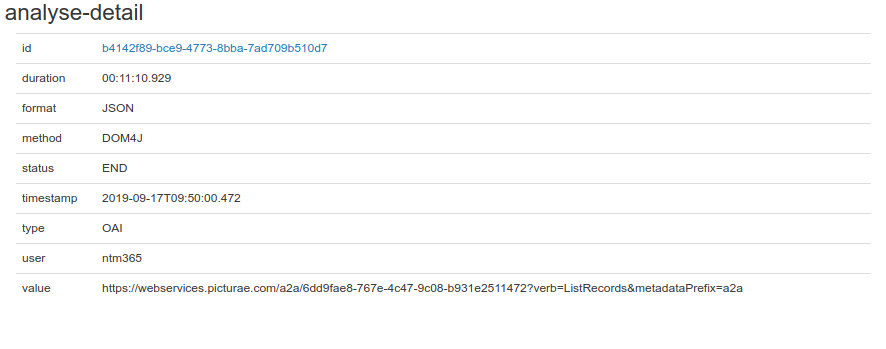 analyse-detail
id b4142f89-bce9-4773-8bba-7ad709b510d7
duration 00:11:10.929
format JSON
method DOM4J
status END
timestamp 2019-09-17T09:50:00.472
type OAI
user ntm365
value https://webservices.picturae.com/a2a/6dd9fae8-767e-4c47-9c08-b931e2511472?verb=ListRecords&metadataPrefix=a2a